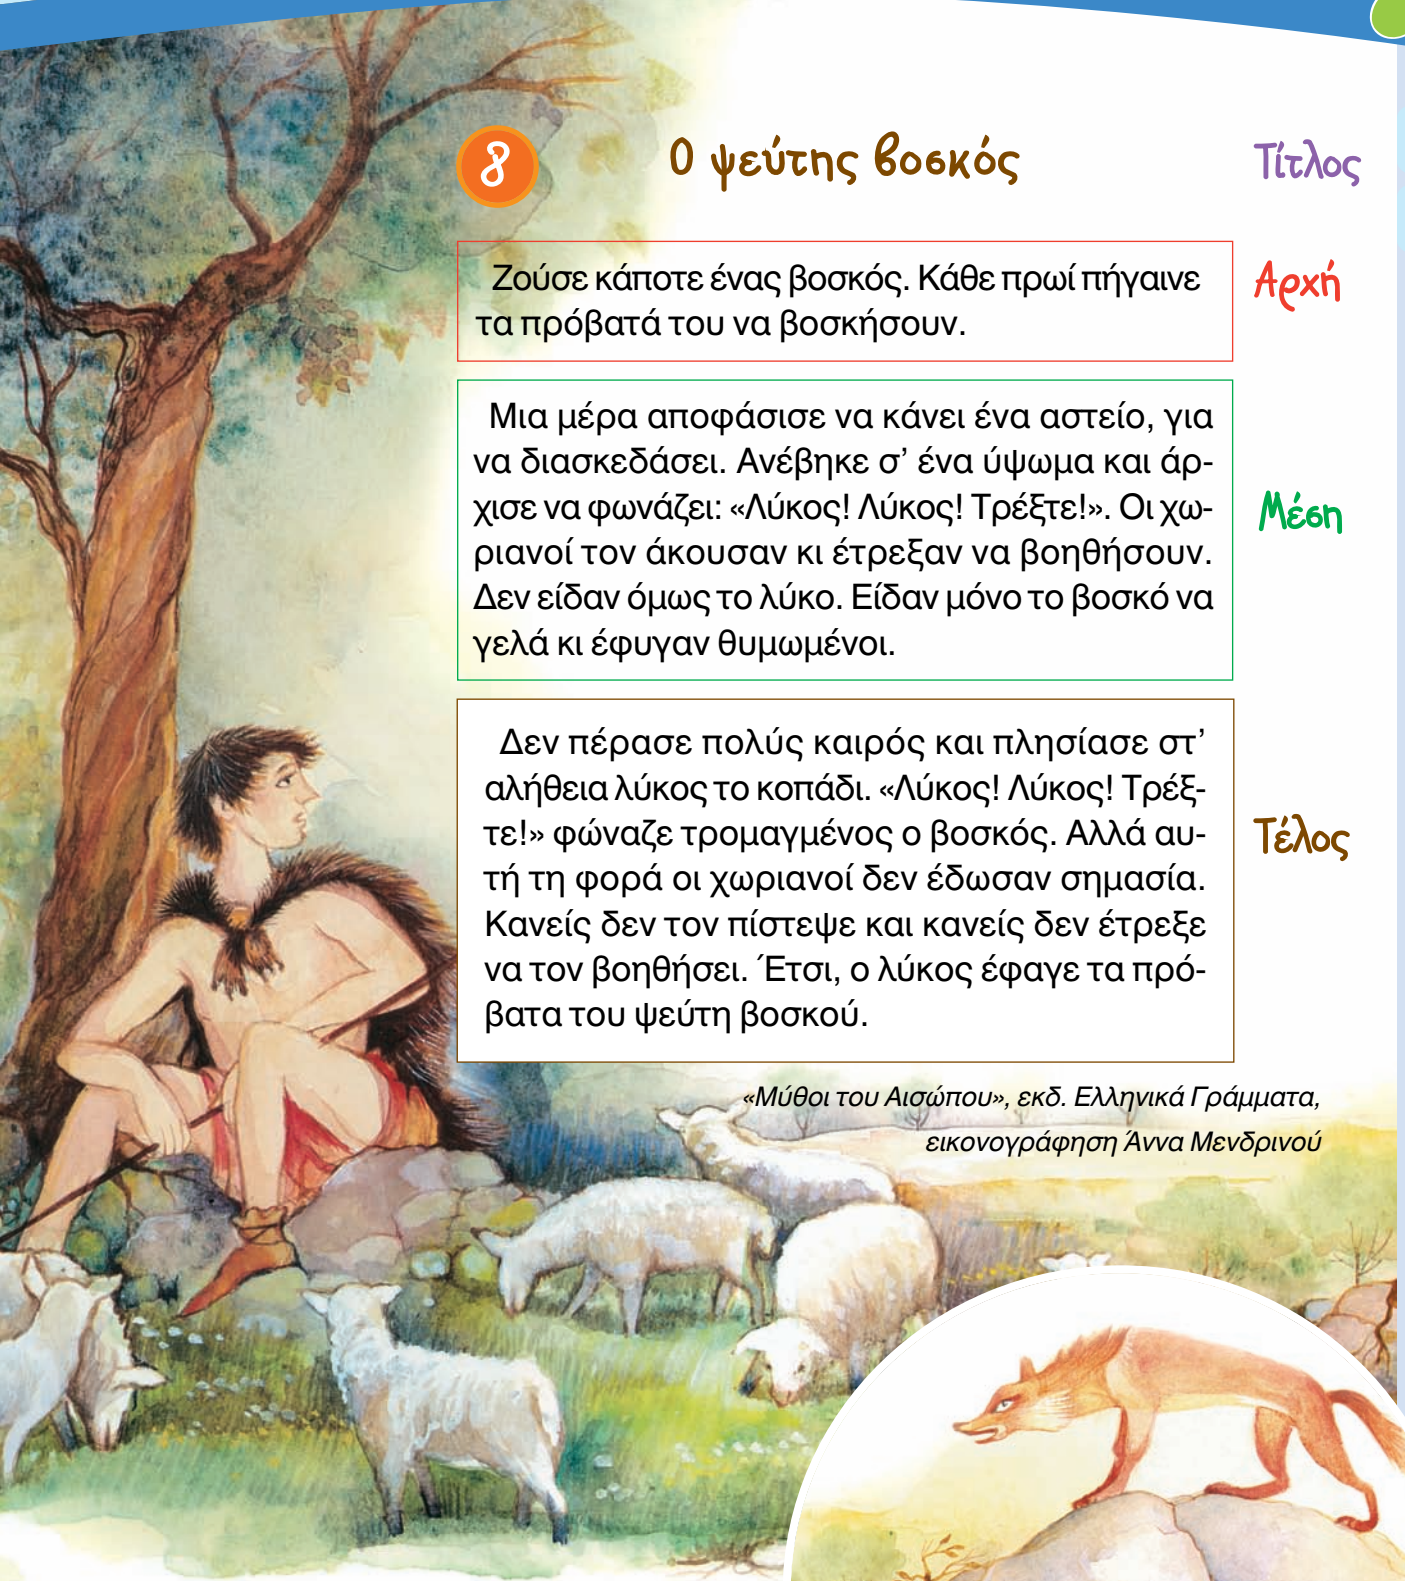 8
Ο ψεύτης βοσκός
Τίτλος
Ζούσε κάποτε ένας βοσκός. Κάθε πρωί πήγαινε
τα πρόβατά του να βοσκήσουν.
Αρχή
Μια μέρα αποφάσισε να κάνει ένα αστείο, για
να διασκεδάσει. Ανέβηκε σ’ ένα ύψωμα και άρ-
χισε να φωνάζει: «Λύκος! Λύκος! Τρέξτε!». Οι χω-
ριανοί τον άκουσαν κι έτρεξαν να βοηθήσουν.
Δεν είδαν όμως το λύκο. Είδαν μόνο το βοσκό να
γελά κι έφυγαν θυμωμένοι.
Μέση
Δεν πέρασε πολύς καιρός και πλησίασε στ’
αλήθεια λύκος το κοπάδι. «Λύκος! Λύκος! Τρέξ-
τε!» φώναζε τρομαγμένος ο βοσκός. Αλλά αυ-
τή τη φορά οι χωριανοί δεν έδωσαν σημασία.
Κανείς δεν τον πίστεψε και κανείς δεν έτρεξε
να τον βοηθήσει. Έτσι, ο λύκος έφαγε τα πρό-
βατα του ψεύτη βοσκού.
Τέλος
«Μύθοι του Αισώπου», εκδ. Ελληνικά Γράμματα,
εικονογράφηση Άννα Μενδρινού